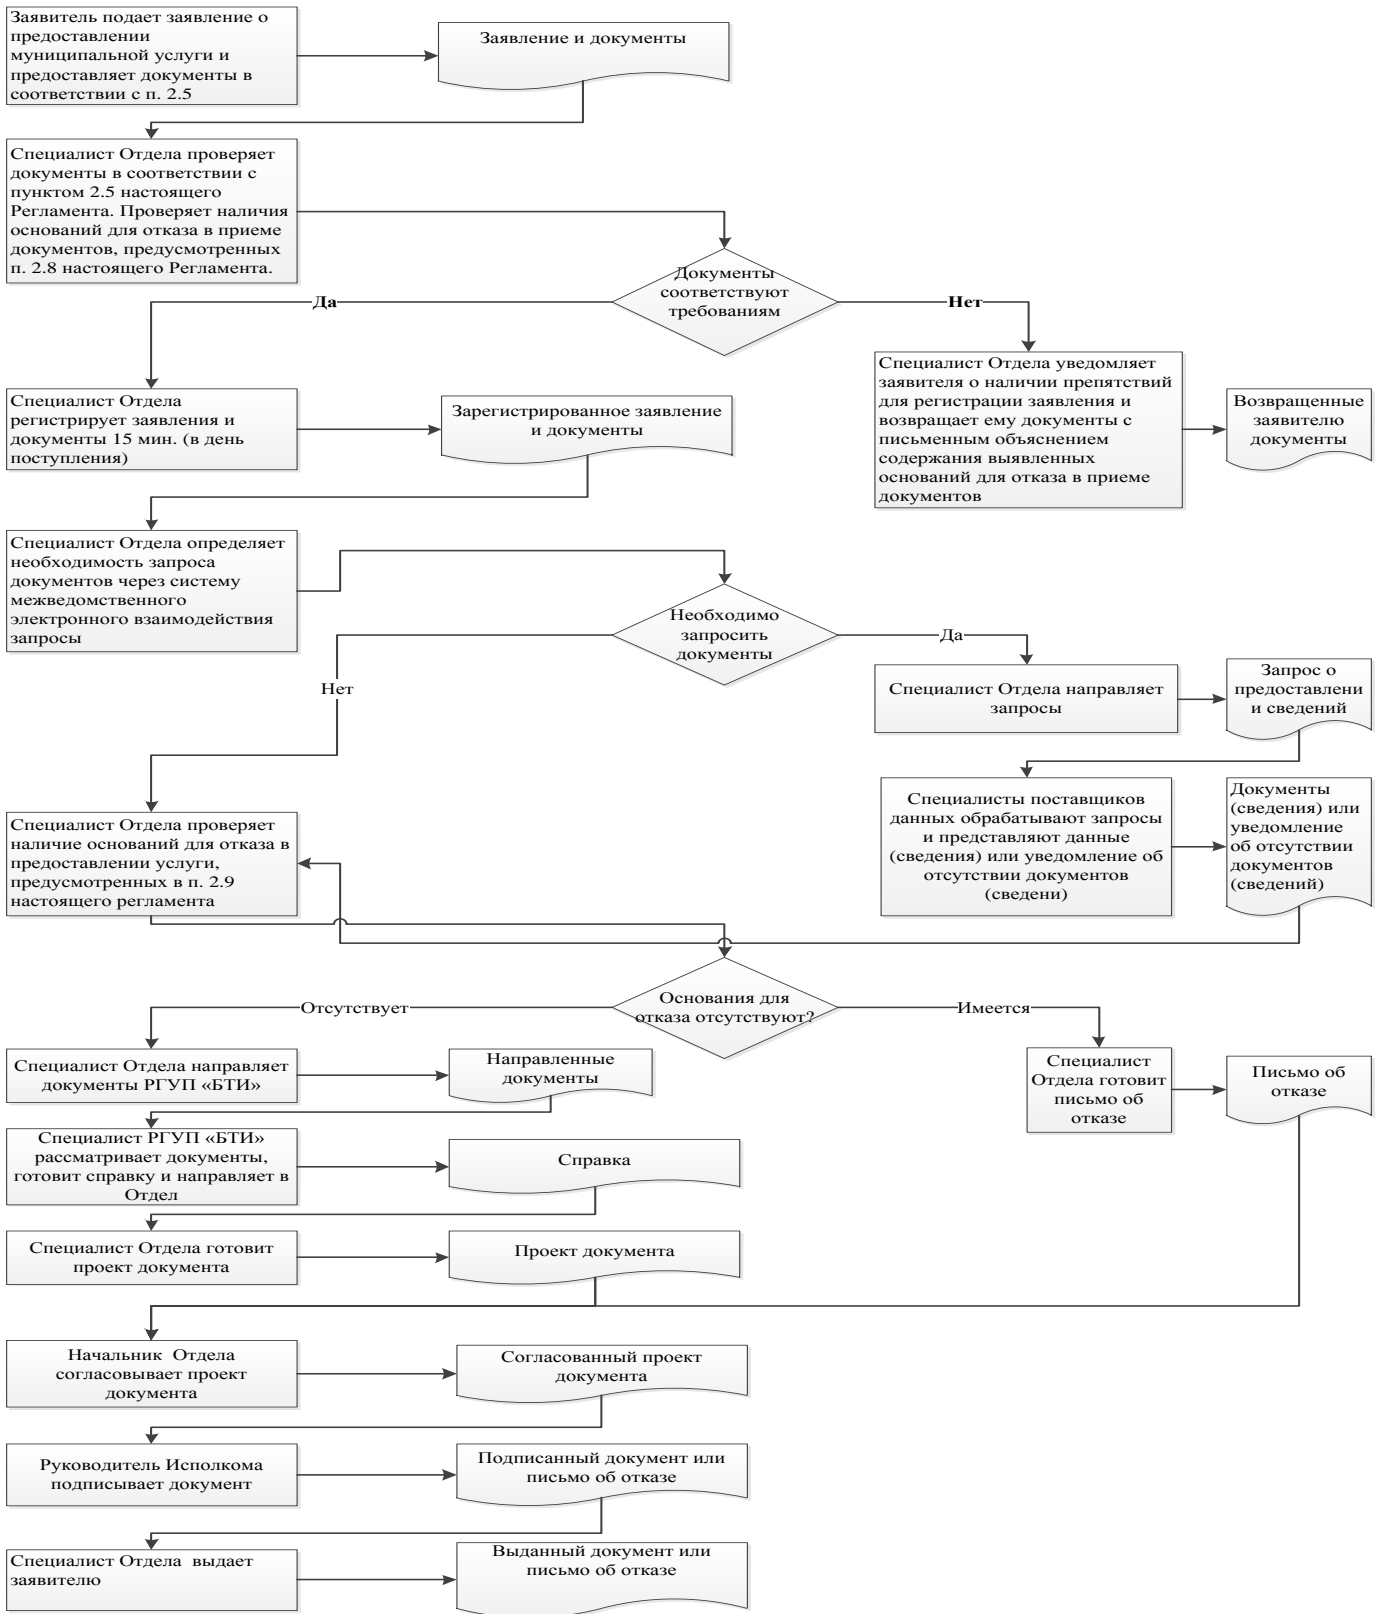 Заявитель подает заявление о
предоставлении
муниципальной услуги и
предоставляет документы в
соответствии с п. 2.5
Заявление и документы
Специалист Отдела проверяет
документы в соответствии с
пунктом 2.5 настоящего
Регламента. Проверяет наличия
оснований для отказа в приеме
документов, предусмотренных
п. 2.8 настоящего Регламента.
Документы
соответствуют
требованиям
Да
Нет
Специалист Отдела
регистрирует заявления и
документы 15 мин. (в день
поступления)
Зарегистрированное заявление
и документы
Специалист Отдела уведомляет
заявителя о наличии препятствий
для регистрации заявления и
возвращает ему документы с
письменным объяснением
содержания выявленных
оснований для отказа в приеме
документов
Возвращенные
заявителю
документы
Специалист Отдела определяет
необходимость запроса
документов через систему
межведомственного
электронного взаимодействия
запросы
Необходимо
запросить
документы
Да
Нет
Специалист Отдела направляет
запросы
Запрос о
предоставлени
и сведений
Специалисты поставщиков
данных обрабатывают запросы
и представляют данные
(сведения) или уведомление об
отсутствии документов
(сведени)
Документы
(сведения) или
уведомление
об отсутствии
документов
(сведений)
Специалист Отдела проверяет
наличие оснований для отказа в
предоставлении услуги,
предусмотренных в п. 2.9
настоящего регламента
Основания для
отказа отсутствуют?
Отсутствует
Имеется
Специалист Отдела направляет
документы РГУП «БТИ»
Направленные
документы
Специалист
Отдела готовит
письмо об
отказе
Письмо об
отказе
Специалист РГУП «БТИ»
рассматривает документы,
готовит справку и направляет в
Отдел
Справка
Специалист Отдела готовит
проект документа
Проект документа
Начальник  Отдела
согласовывает проект
документа
Согласованный проект
документа
Руководитель Исполкома
подписывает документ
Подписанный документ или
письмо об отказе
Специалист Отдела  выдает
заявителю
Выданный документ или
письмо об отказе